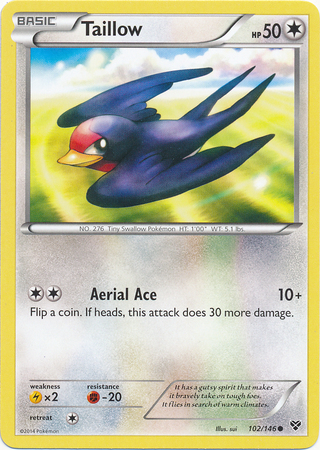 BASIC
Taillow
HP 50
NO. 276 Tiny Swallow Pokémon HT. 1'00" WT. 5.1 lbs.
Aerial Ace 10+
Flip a coin. If heads, this attack does 30 more damage.
weakness resistance
×2 -20
retreat
It has a gutsy spirit that makes
it bravely take on tough foes.
It flies in search of warm climates.
©2014 Pokémon Illus. sui 102/146
XY